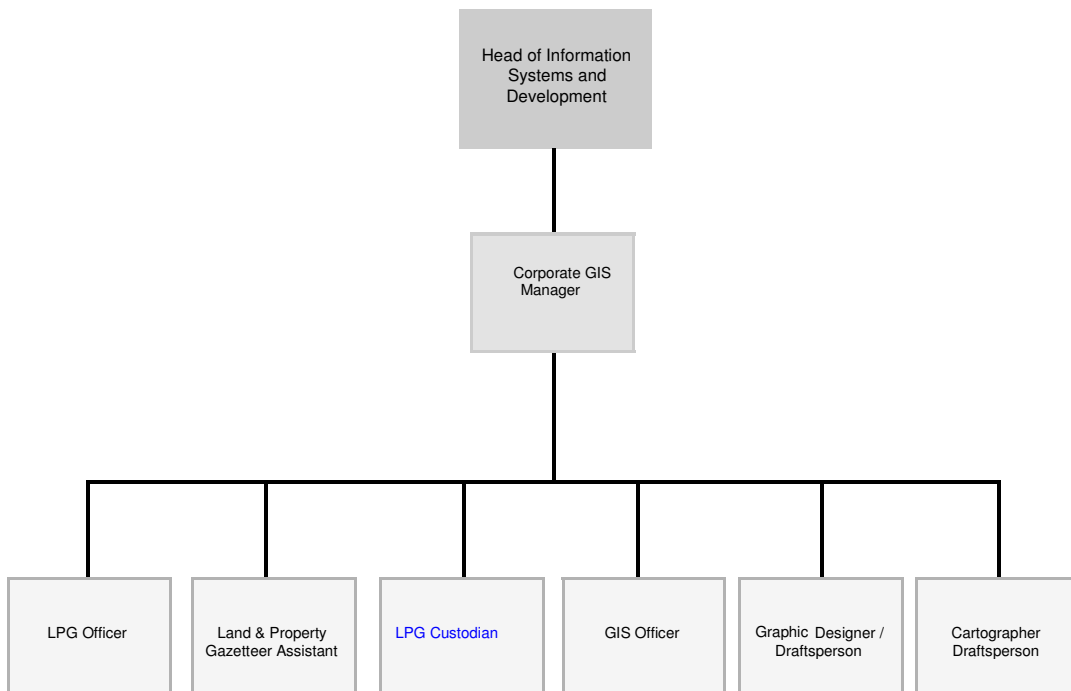 Head of Information
Systems and
Development
Corporate GIS
Manager
LPG Officer
Land & Property
Gazetteer Assistant
LPG Custodian
GIS Officer
Graphic Designer /
Draftsperson
Cartographer
Draftsperson